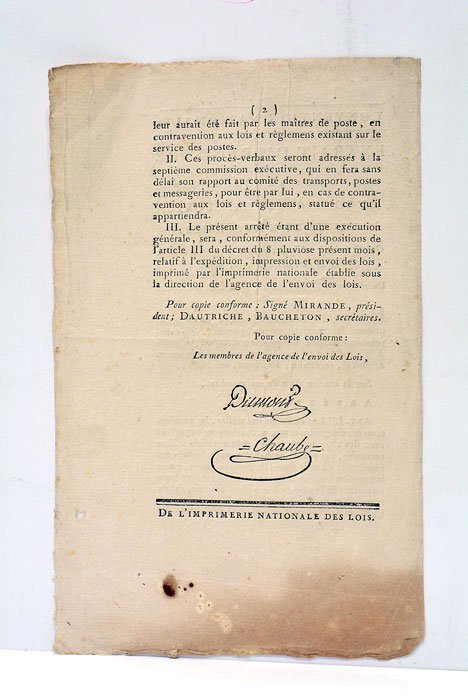 ( 2 )
leur aurait été fait par les maîtres de poste, en
contravention aux lois et règlemens existant sur le
service des postes.
II. Ces procès-verbaux seront adressés à la
septième commission exécutive, qui en fera sans
délai son rapport au comité des transports, postes
et messageries, pour être par lui, en cas de contra-
vention aux lois et règlemens, statué ce qu'il
appartiendra.
III. Le présent arrêté étant d'une exécution
générale, sera, conformément aux dispositions de
l'article III du décret du 8 pluviôse présent mois,
relatif à l'expédition, impression et envoi des lois,
imprimé par l'imprimerie nationale établie sous
la direction de l'agence de l'envoi des lois.
Pour copie conforme : Signé MIRANDE, prési-
dent; DAUTRICHE, BAUCHETON, secrétaires.
Pour copie conforme :
Les membres de l'agence de l'envoi des Lois,
Dumont
= Chaube =
DE L'IMPRIMERIE NATIONALE DES LOIS.